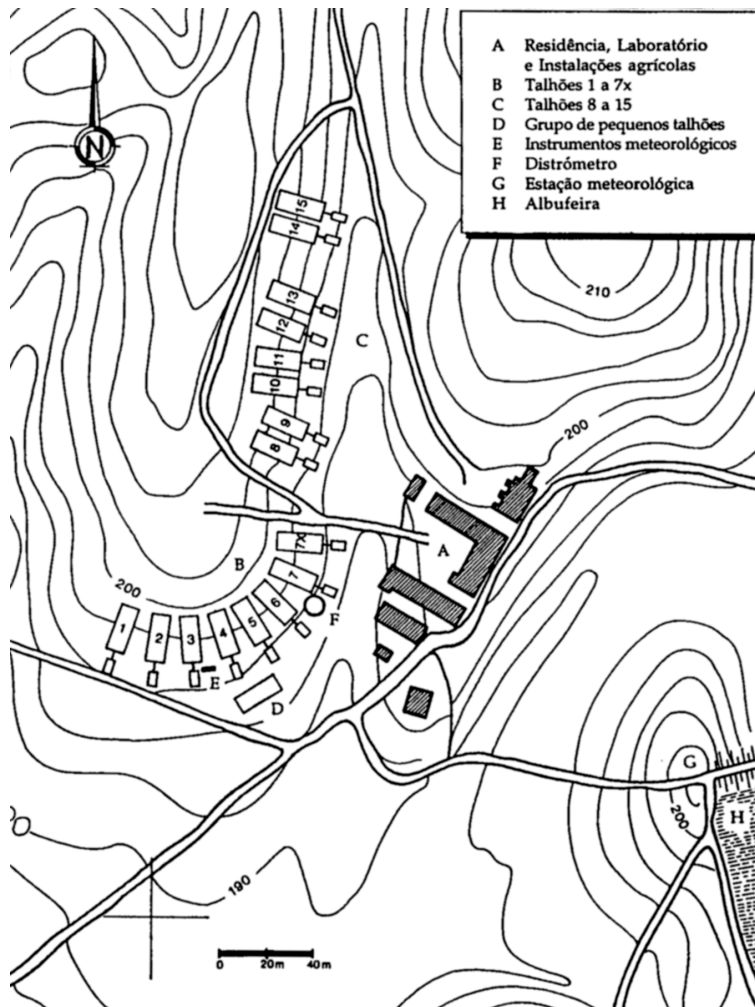 A Residência, Laboratório
e Instalações agrícolas
B Talhões 1 a 7x
C Talhões 8 a 15
D Grupo de pequenos talhões
E Instrumentos meteorológicos
F Distrómetro
G Estação meteorológica
H Albufeira
N
15
14
210
13
12
C
11
10
9
8
200
A
7x
B
7
200
6
F
1
2
3
4
5
E
D
G
200
H
190
0 20m 40m